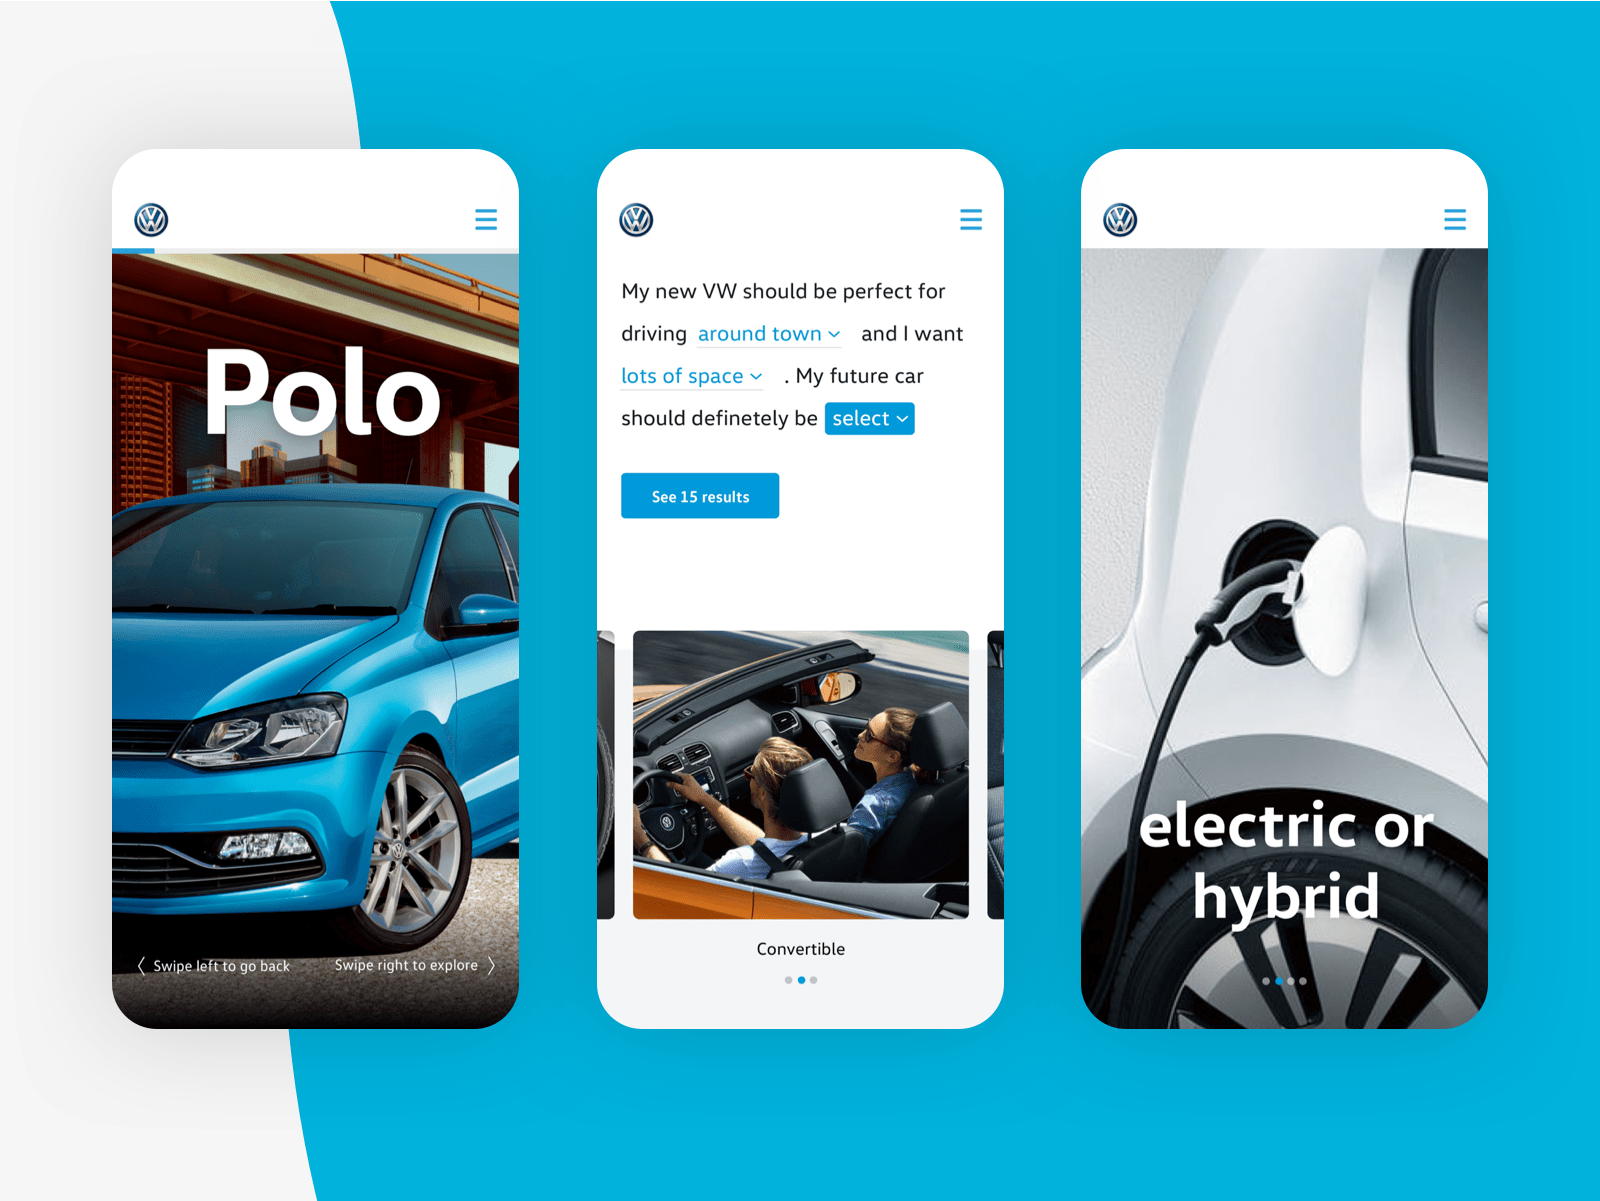 Polo
Swipe left to go back
Swipe right to explore
My new VW should be perfect for
driving around town and I want
lots of space . My future car
should definetely be select
See 15 results
Convertible
electric or
hybrid